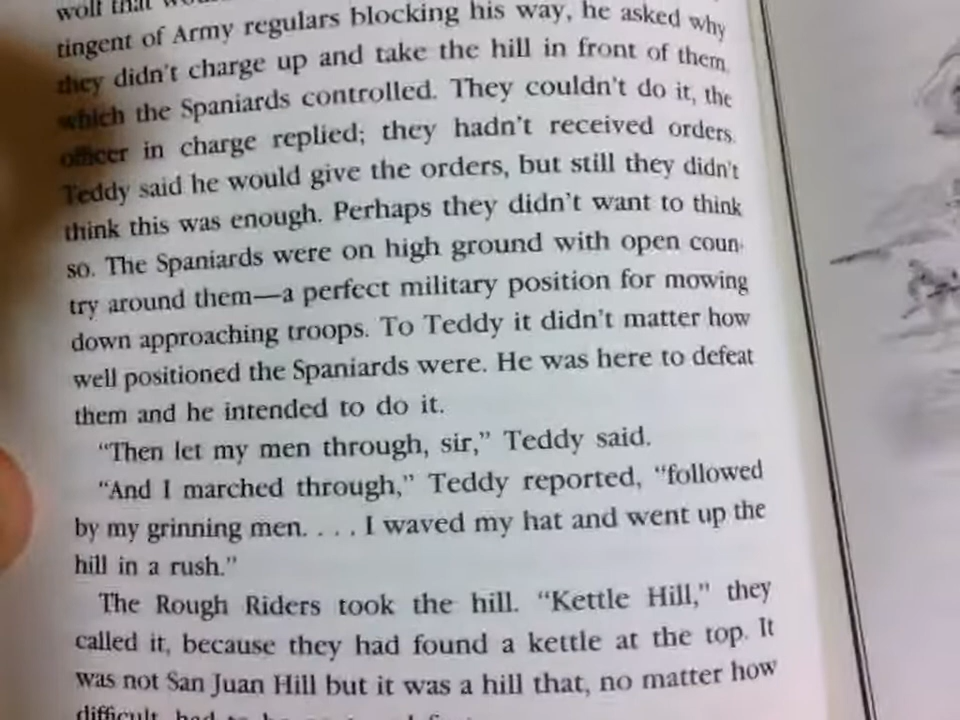 wolf that
tingent of Army regulars blocking his way, he asked why
they didn't charge up and take the hill in front of them,
which the Spaniards controlled. They couldn't do it, the
officer in charge replied; they hadn't received orders.
Teddy said he would give the orders, but still they didn't
think this was enough. Perhaps they didn't want to think
so. The Spaniards were on high ground with open coun-
try around them—a perfect military position for mowing
down approaching troops. To Teddy it didn't matter how
well positioned the Spaniards were. He was here to defeat
them and he intended to do it.
“Then let my men through, sir,” Teddy said.
“And I marched through,” Teddy reported, “followed
by my grinning men. . . . I waved my hat and went up the
hill in a rush.”
The Rough Riders took the hill. “Kettle Hill,” they
called it, because they had found a kettle at the top. It
was not San Juan Hill but it was a hill that, no matter how
difficult, had to be